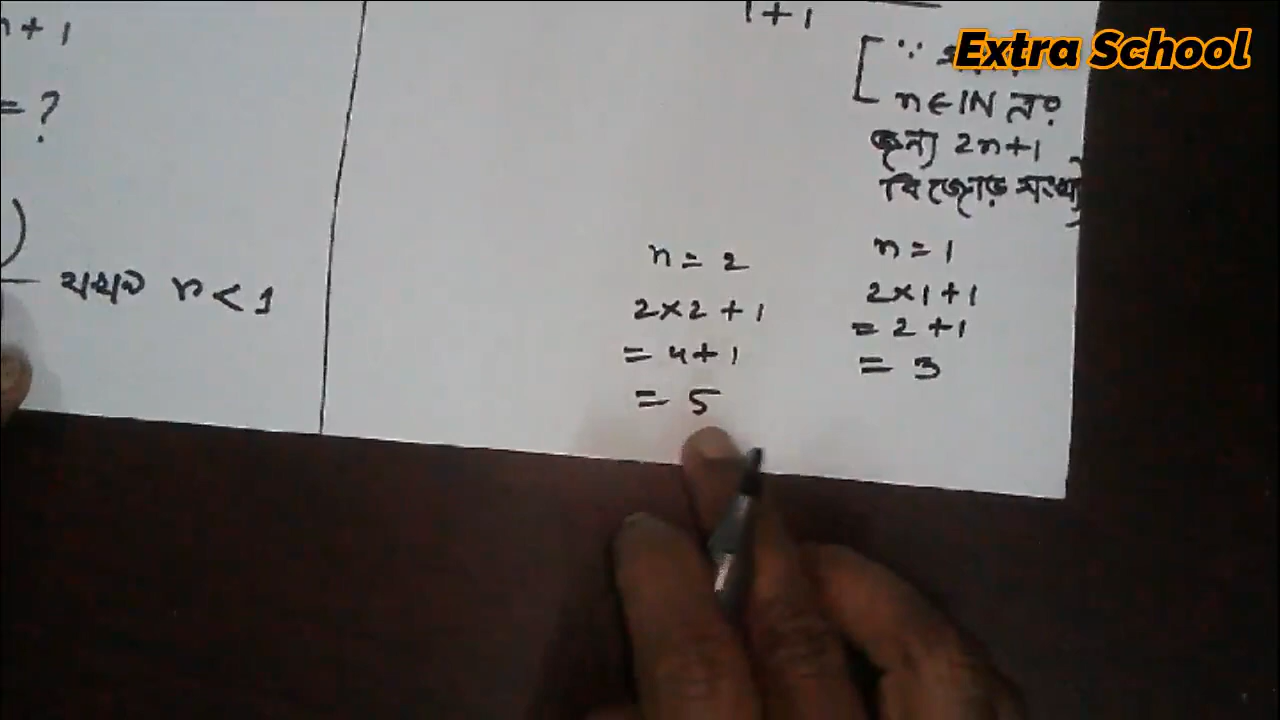 n+1
= ?
)
যখন n < 1
1+1
Extra School
[ ∵
n∈IN এর
জন্য 2n+1
বিজোড় সংখ্যা
n = 2
2×2+1
= 4+1
= 5
n = 1
2×1+1
= 2+1
= 3